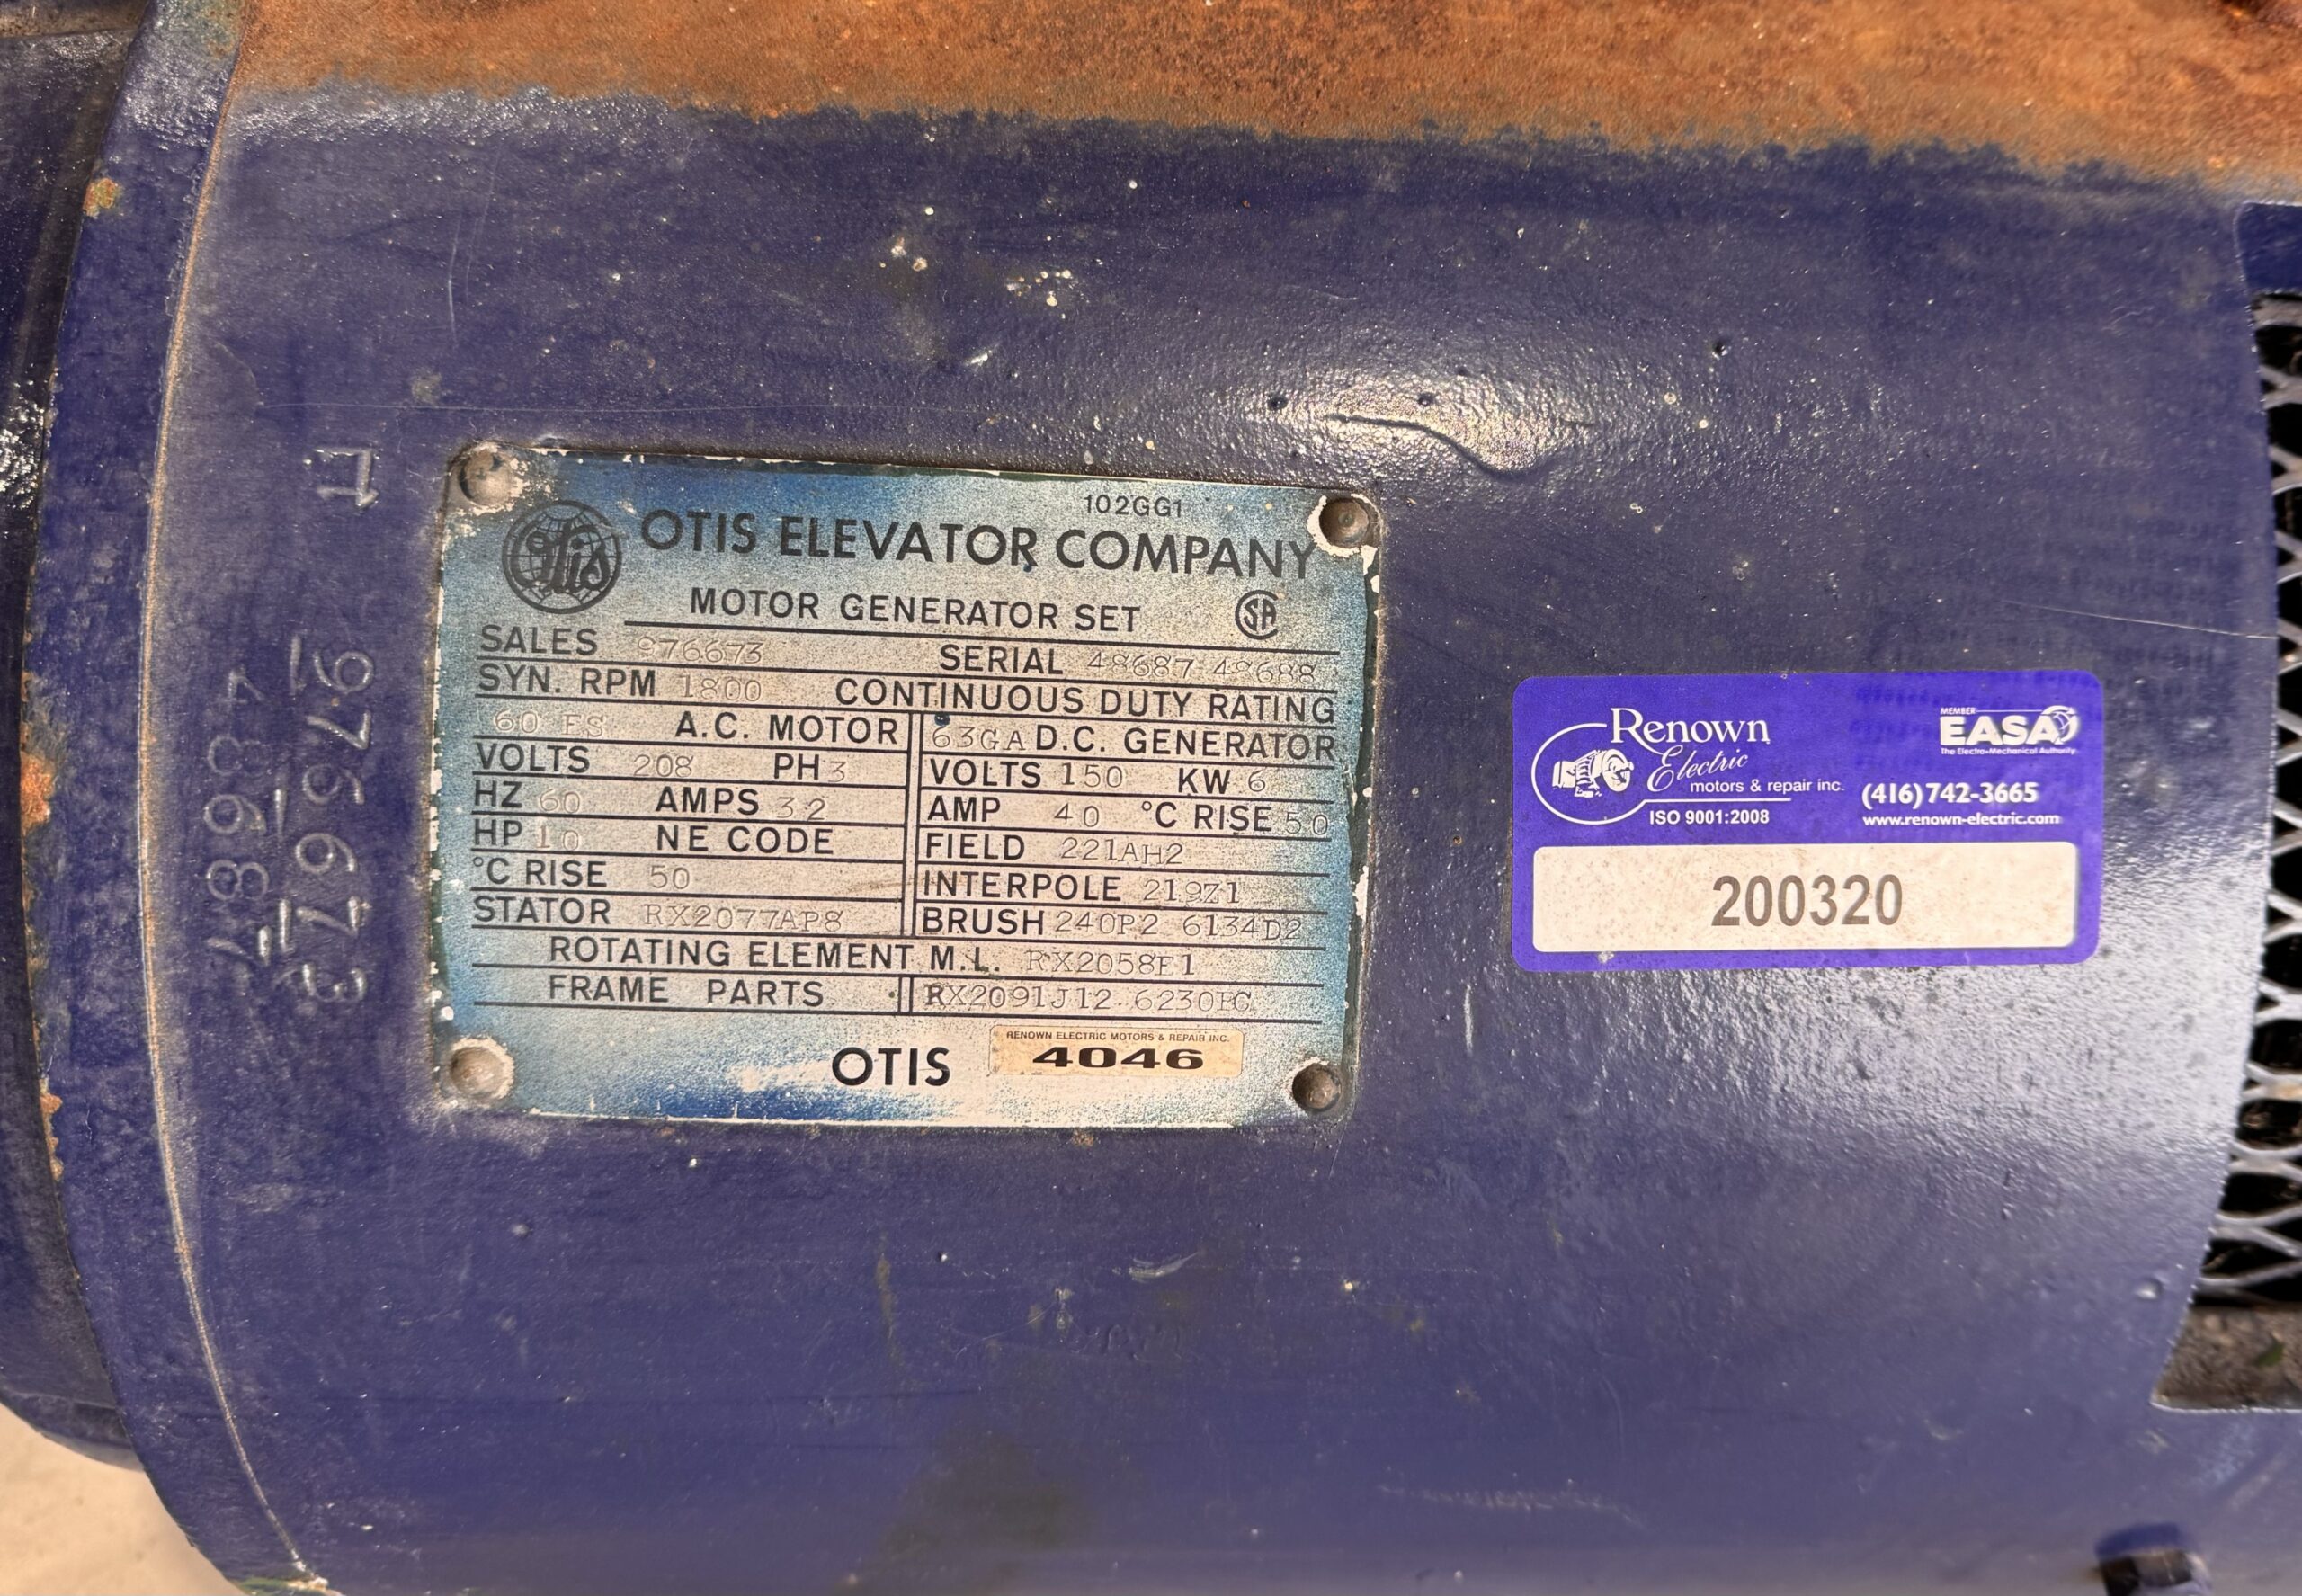 102GG1
Otis OTIS ELEVATOR COMPANY
MOTOR GENERATOR SET SA
SALES 976673 SERIAL 48687 48688
SYN. RPM 1800 CONTINUOUS DUTY RATING
60 ES A.C. MOTOR
VOLTS 208 PH 3
HZ 60 AMPS 32
HP 10 NE CODE
°C RISE 50
STATOR RX2077AP8
63GA D.C. GENERATOR
VOLTS 150 KW 6
AMP 40 °C RISE 50
FIELD 221AH2
INTERPOLE 219Z1
BRUSH 240P2 6134D2
ROTATING ELEMENT M.L. RX2058E1
FRAME PARTS RX2091J12
OTIS
RENOWN ELECTRIC MOTORS & REPAIR INC.
4046
976673
48687
Renown
Electric
motors & repair inc.
ISO 9001:2008
MEMBER
EASA
The Electro•Mechanical Authority
(416) 742-3665
www.renown-electric.com
200320